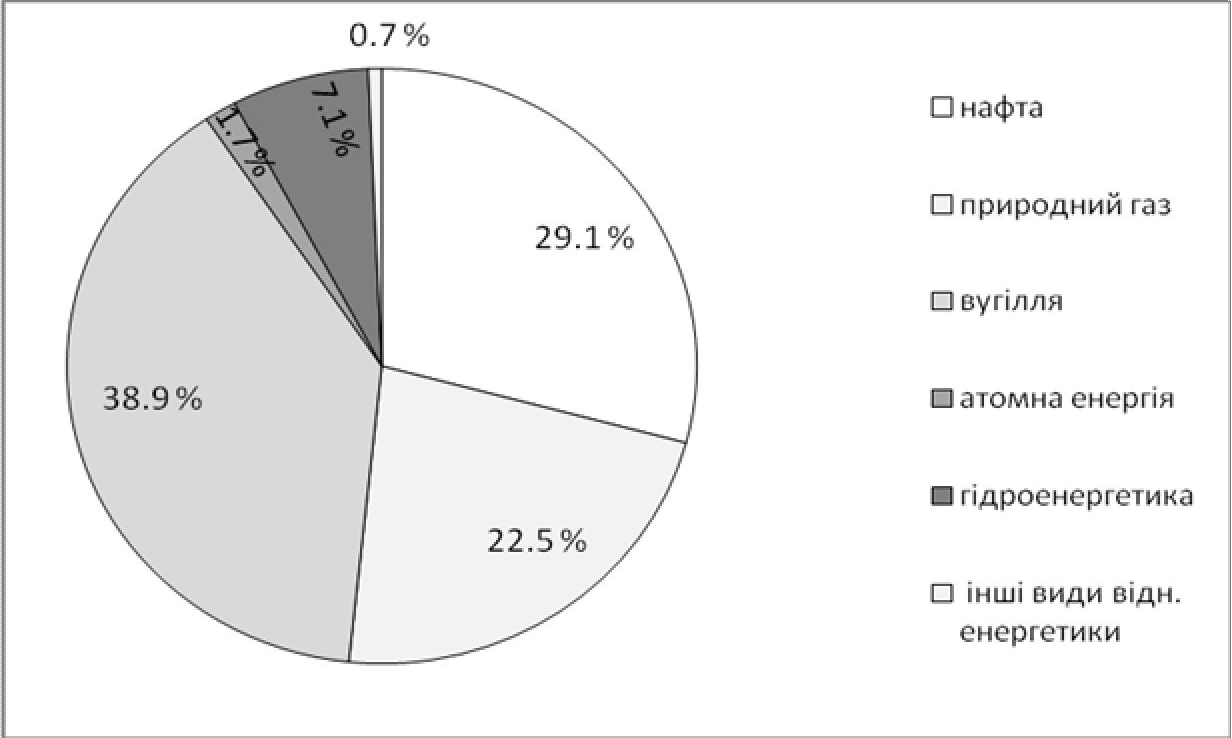 0.7%
7.1%
1.7%
29.1%
38.9%
22.5%
нафта
природний газ
вугілля
атомна енергія
гідроенергетика
інші види відн.
енергетики